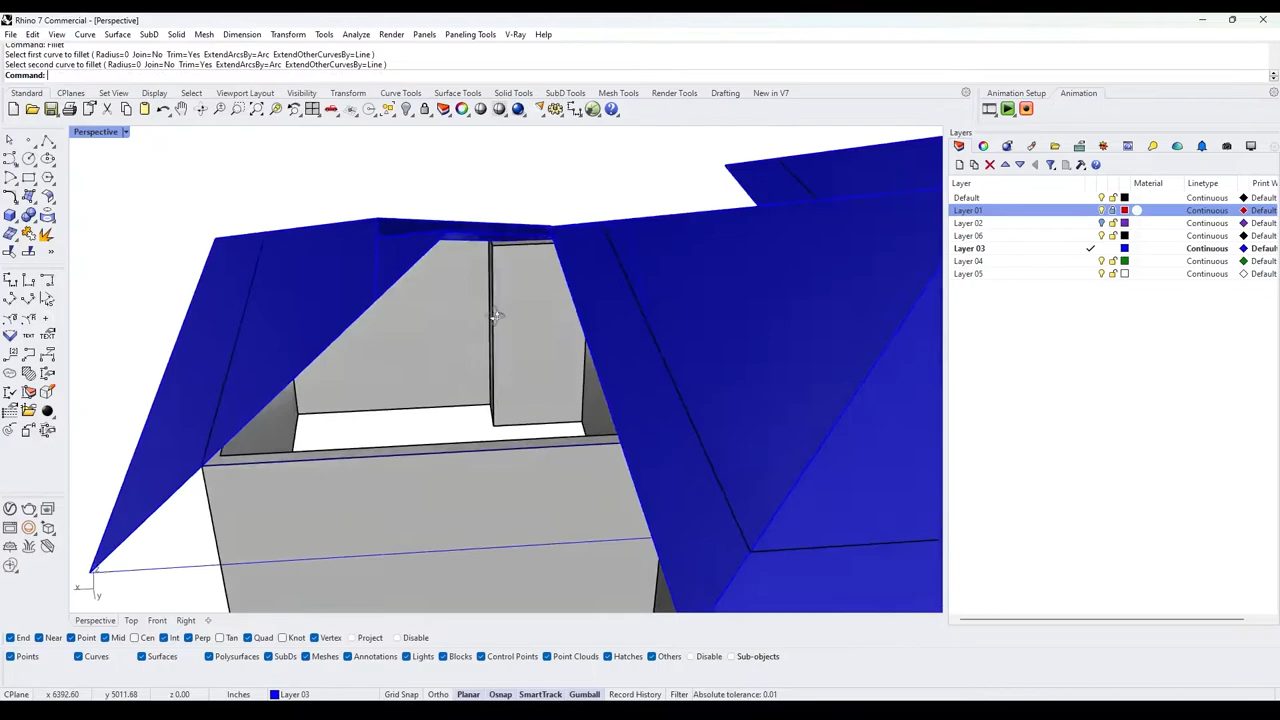 Rhino 7 Commercial - [Perspective]
File Edit View Curve Surface SubD Solid Mesh Dimension Transform Tools Analyze Render Panels Paneling Tools V-Ray Help
Command: Fillet
Select first curve to fillet ( Radius=0 Join=No Trim=Yes ExtendArcsBy=Arc ExtendOtherCurvesBy=Line )
Select second curve to fillet ( Radius=0 Join=No Trim=Yes ExtendArcsBy=Arc ExtendOtherCurvesBy=Line )
Command:
Standard CPlanes Set View Display Select Viewport Layout Visibility Transform Curve Tools Surface Tools Solid Tools SubD Tools Mesh Tools Render Tools Drafting New in V7 Animation Setup Animation
Perspective
Layers
Layer Material Linetype Print W
Default Continuous Default
Layer 01 Continuous Default
Layer 02 Continuous Default
Layer 06 Continuous Default
Layer 03 Continuous Default
Layer 04 Continuous Default
Layer 05 Continuous Default
TEXT TEXT
x y
Perspective Top Front Right
End Near Point Mid Cen Int Perp Tan Quad Knot Vertex Project Disable
Points Curves Surfaces Polysurfaces SubDs Meshes Annotations Lights Blocks Control Points Point Clouds Hatches Others Disable Sub-objects
CPlane x 6392.60 y 5011.68 z 0.00 Inches Layer 03 Grid Snap Ortho Planar Osnap SmartTrack Gumball Record History Filter Absolute tolerance: 0.01